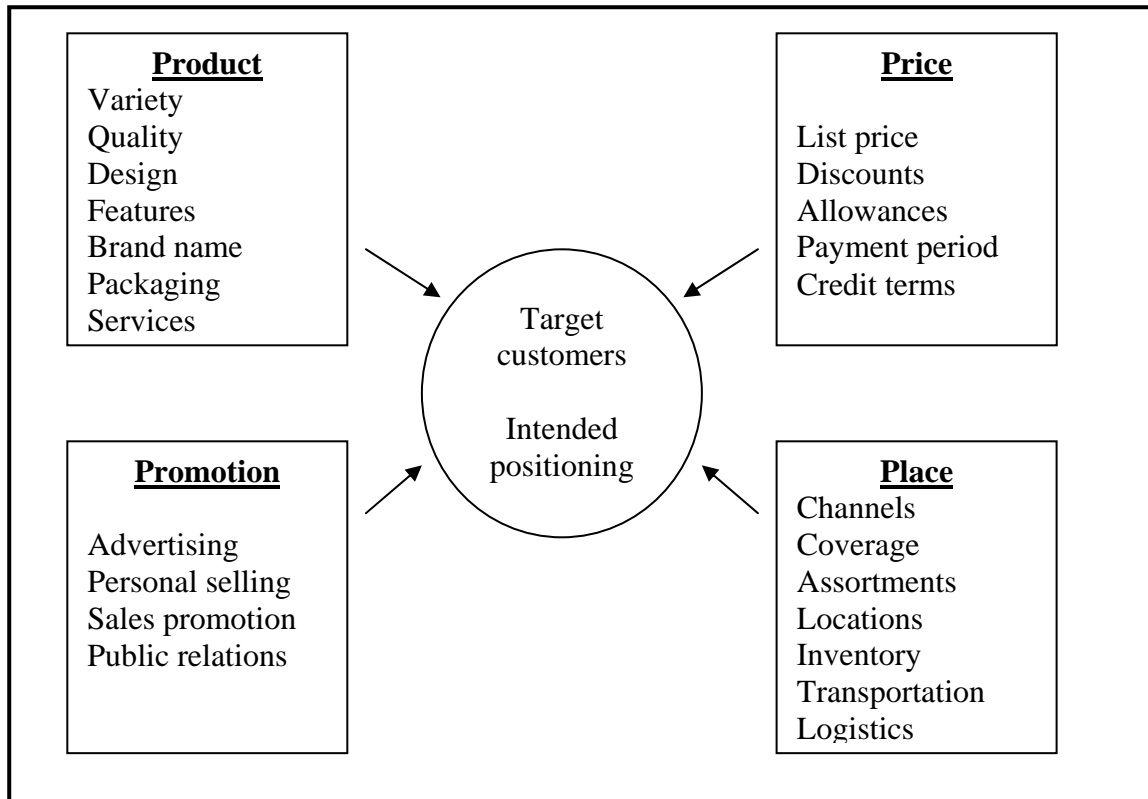 Product
Variety
Quality
Design
Features
Brand name
Packaging
Services
Price
List price
Discounts
Allowances
Payment period
Credit terms
Target
customers
Intended
positioning
Promotion
Advertising
Personal selling
Sales promotion
Public relations
Place
Channels
Coverage
Assortments
Locations
Inventory
Transportation
Logistics